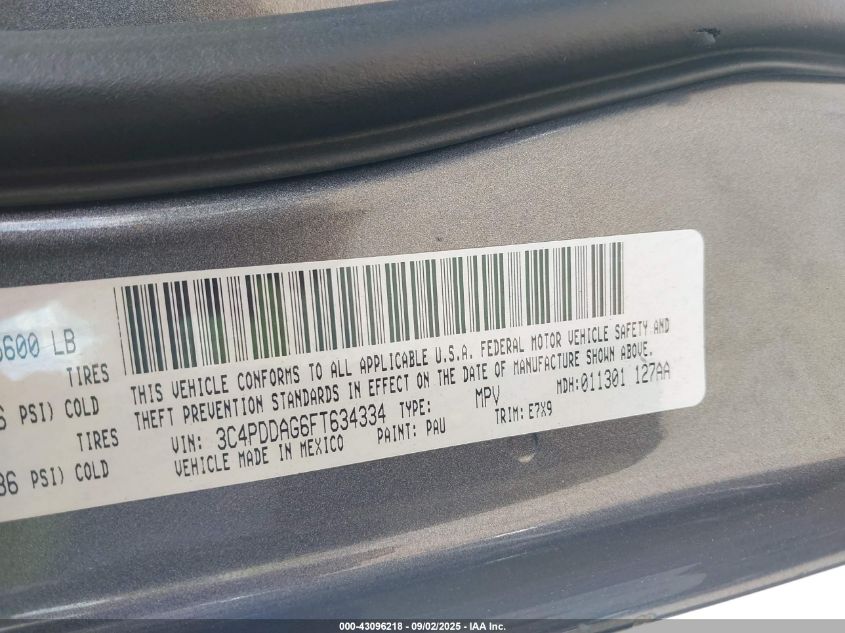 6600 LB
TIRES
PSI) COLD
TIRES
36 PSI) COLD
THIS VEHICLE CONFORMS TO ALL APPLICABLE U.S.A. FEDERAL MOTOR VEHICLE SAFETY AND
THEFT PREVENTION STANDARDS IN EFFECT ON THE DATE OF MANUFACTURE SHOWN ABOVE.
VIN: 3C4PDDAG6FT634334 TYPE: MPV MDH:011301 127AA
VEHICLE MADE IN MEXICO PAINT: PAU TRIM: E7X9
000-43096218 - 09/02/2025 - IAA Inc.